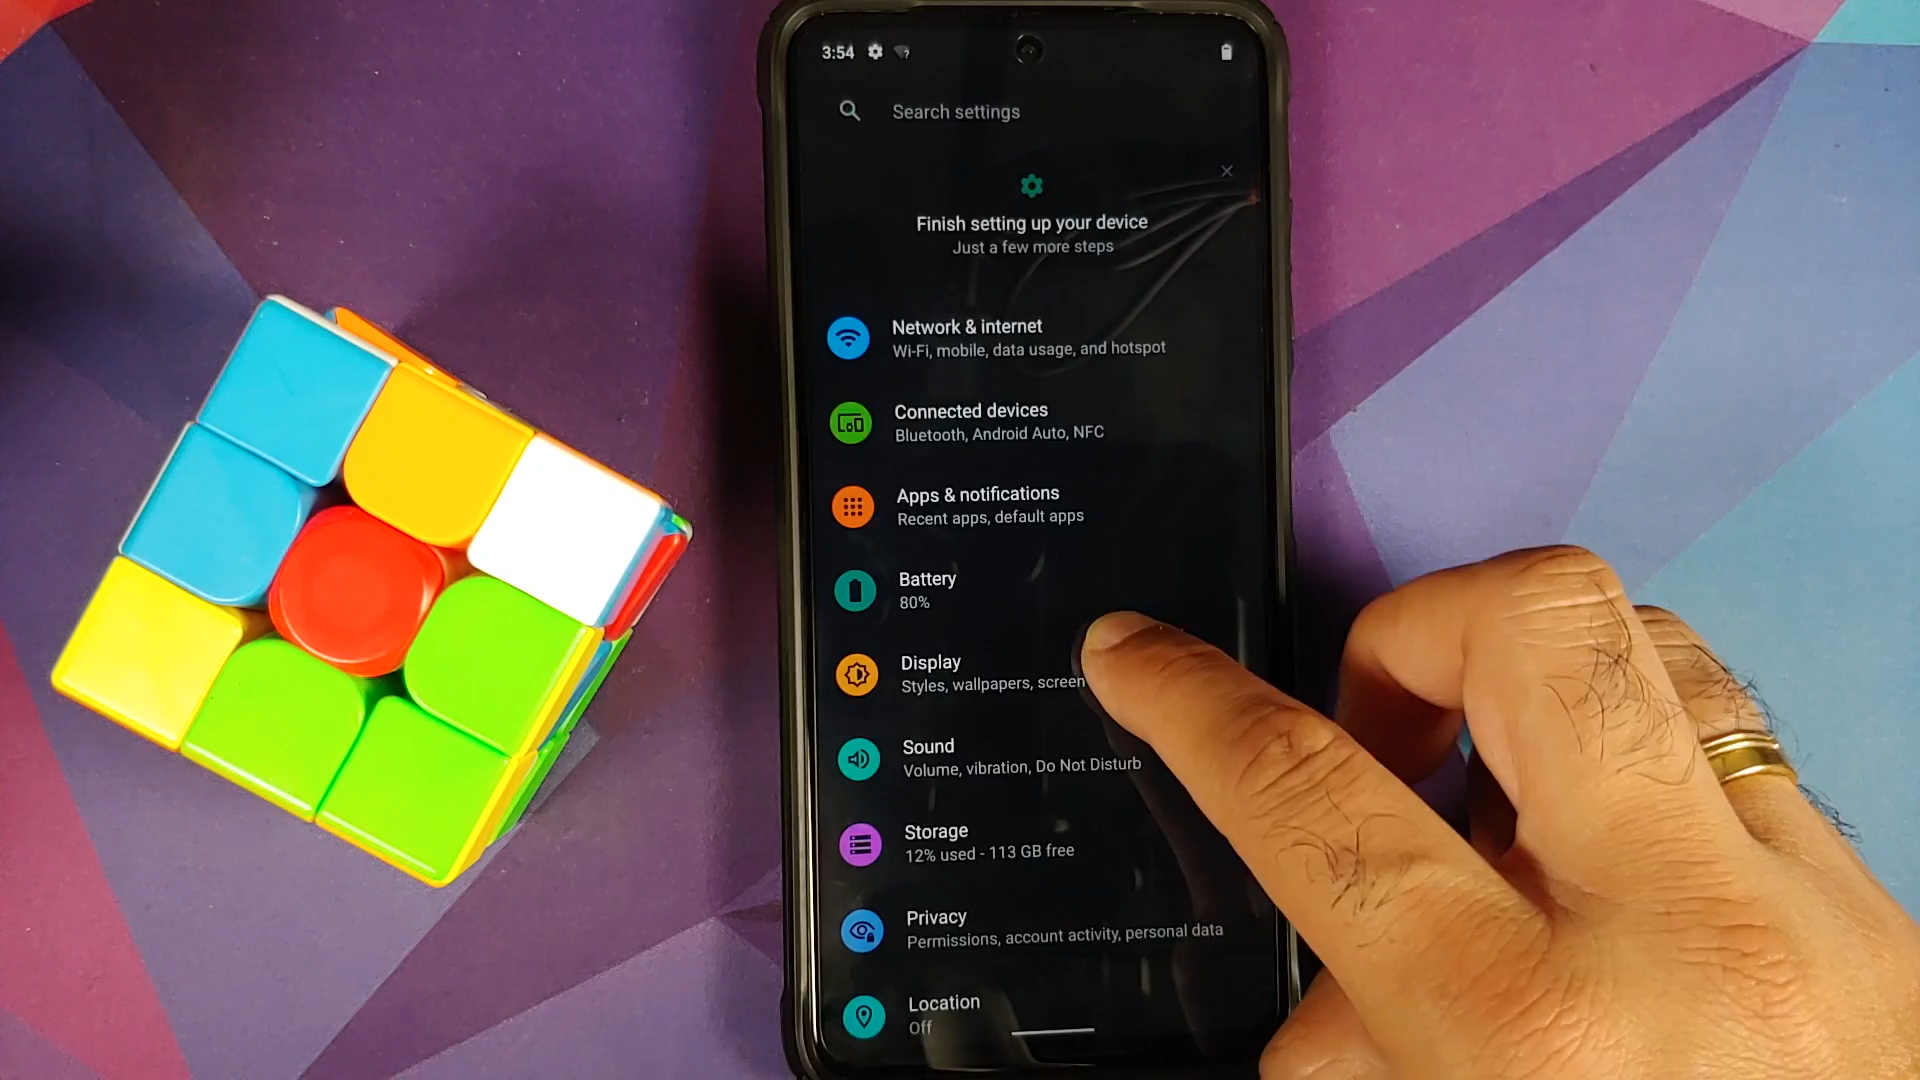 3:54
Search settings
Finish setting up your device
Just a few more steps
Network & internet
Wi-Fi, mobile, data usage, and hotspot
Connected devices
Bluetooth, Android Auto, NFC
Apps & notifications
Recent apps, default apps
Battery
80%
Display
Styles, wallpapers, screen
Sound
Volume, vibration, Do Not Disturb
Storage
12% used - 113 GB free
Privacy
Permissions, account activity, personal data
Location
Off